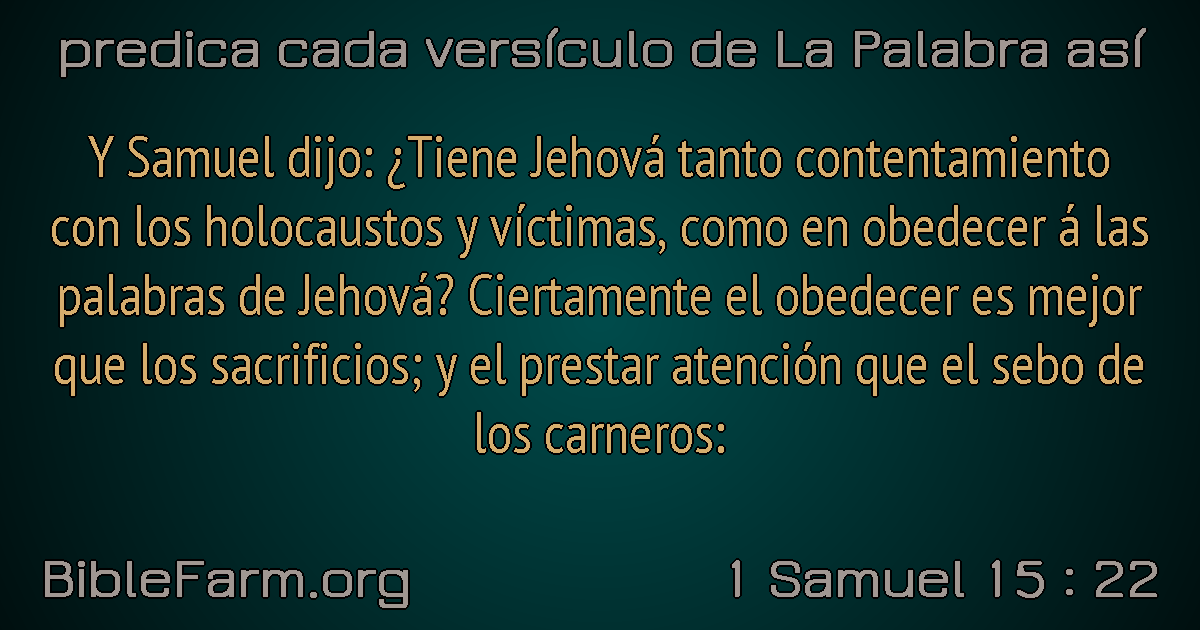 predica cada versículo de La Palabra así
Y Samuel dijo: ¿Tiene Jehová tanto contentamiento
con los holocaustos y víctimas, como en obedecer á las
palabras de Jehová? Ciertamente el obedecer es mejor
que los sacrificios; y el prestar atención que el sebo de
los carneros:
BibleFarm.org
1 Samuel 15 : 22